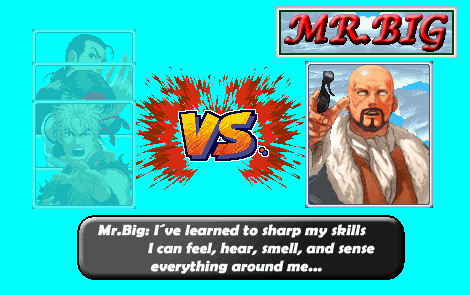 MR.BIG
VS.
Mr.Big: I´ve learned to sharp my skills
I can feel, hear, smell, and sense
everything around me...